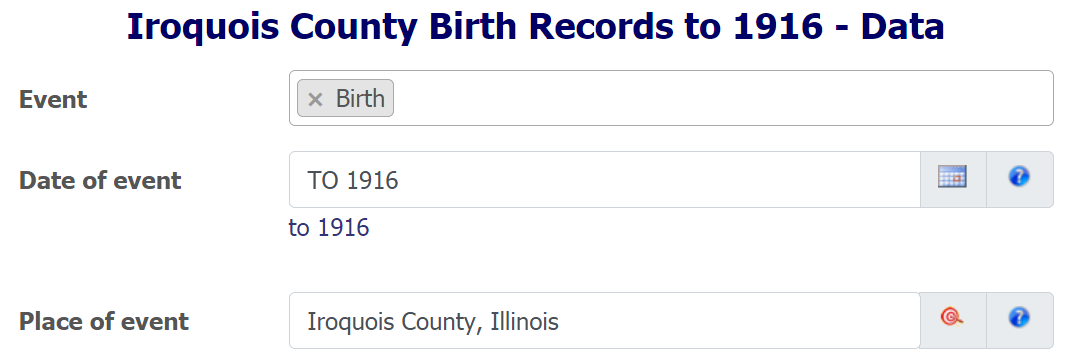 Iroquois County Birth Records to 1916 - Data
Event
× Birth
Date of event
TO 1916
to 1916
Place of event
Iroquois County, Illinois